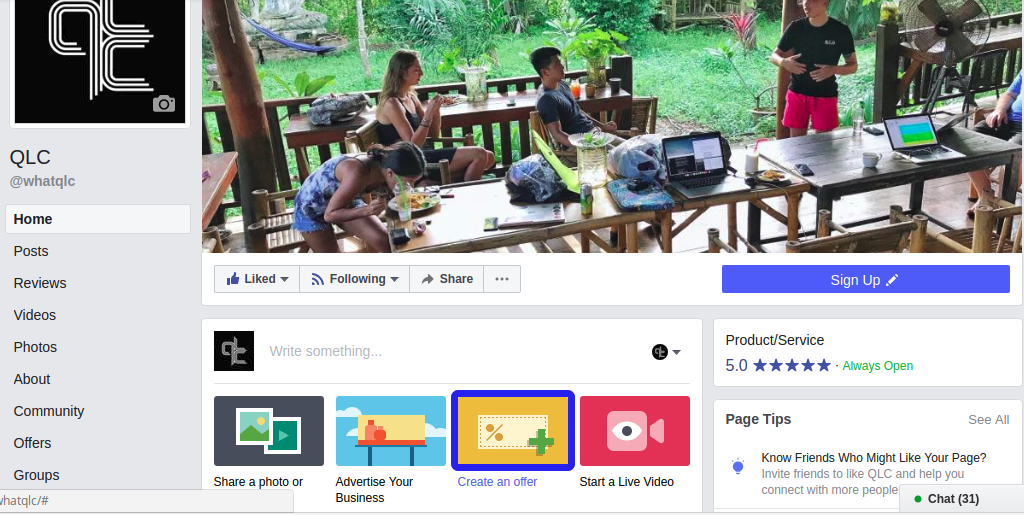 QLC
@whatqlc
Home
Posts
Reviews
Videos
Photos
About
Community
Offers
Groups
whatqlc/#
Liked
Following
Share
Sign Up
Write something...
Share a photo or
Advertise Your
Business
Create an offer
Start a Live Video
Product/Service
5.0 ★★★★★ · Always Open
Page Tips
See All
Know Friends Who Might Like Your Page?
Invite friends to like QLC and help you
connect with more people
Chat (31)